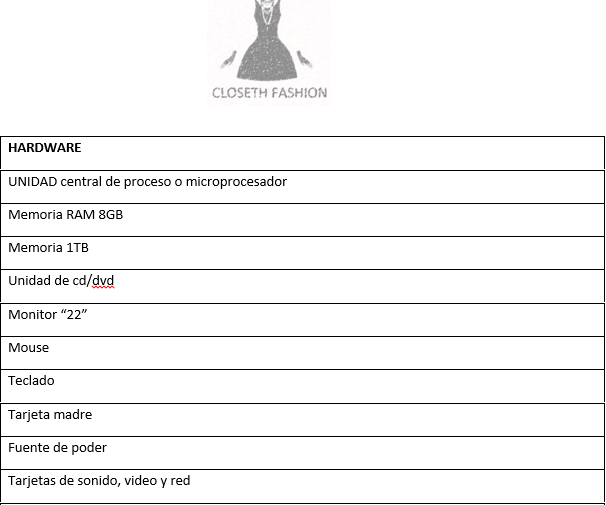 CLOSETH FASHION
HARDWARE
UNIDAD central de proceso o microprocesador
Memoria RAM 8GB
Memoria 1TB
Unidad de cd/dvd
Monitor “22”
Mouse
Teclado
Tarjeta madre
Fuente de poder
Tarjetas de sonido, video y red